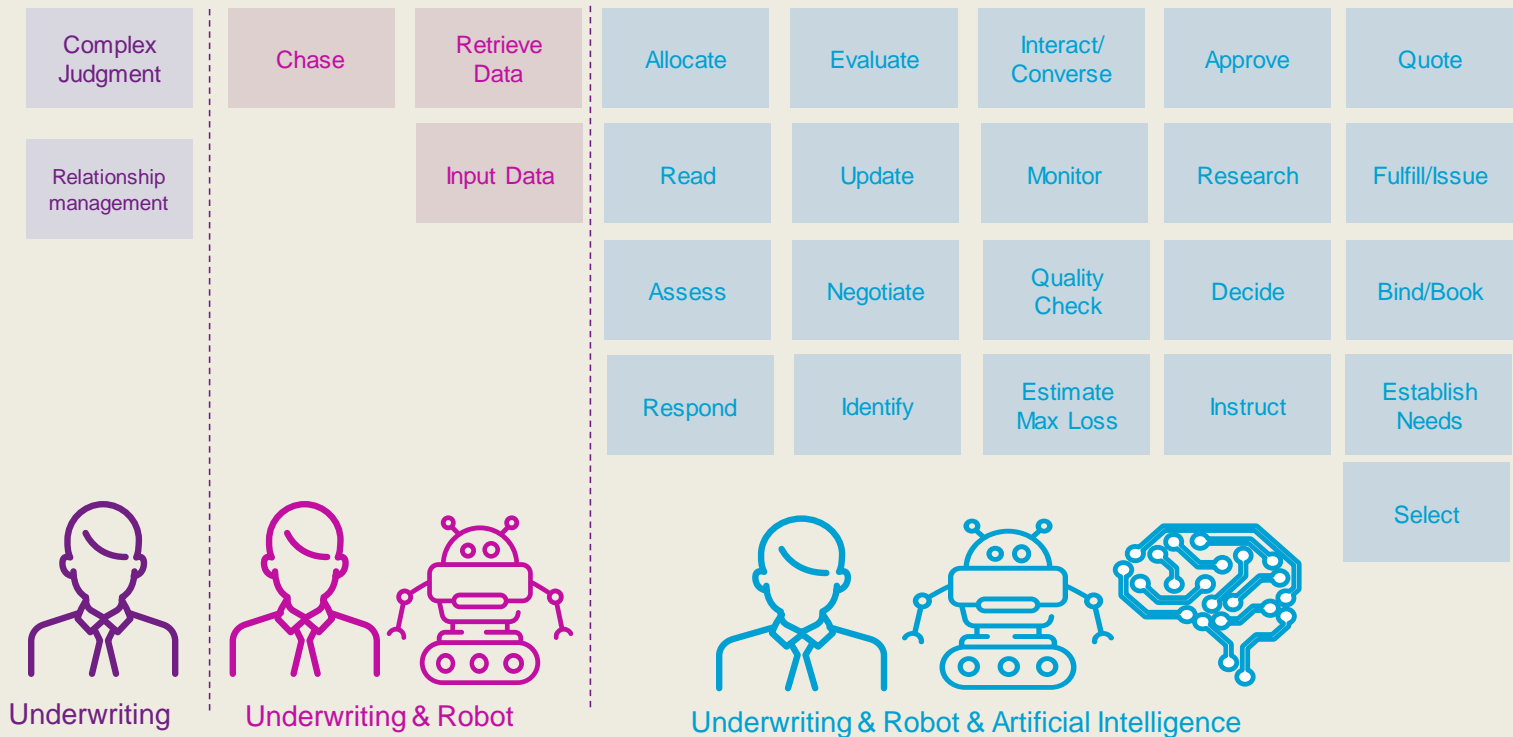 Complex
Judgment
Relationship
management
Underwriting
Chase
Retrieve
Data
Input Data
Underwriting & Robot
Allocate
Evaluate
Interact/
Converse
Approve
Quote
Read
Update
Monitor
Research
Fulfill/Issue
Assess
Negotiate
Quality
Check
Decide
Bind/Book
Respond
Identify
Estimate
Max Loss
Instruct
Establish
Needs
Select
Underwriting & Robot & Artificial Intelligence